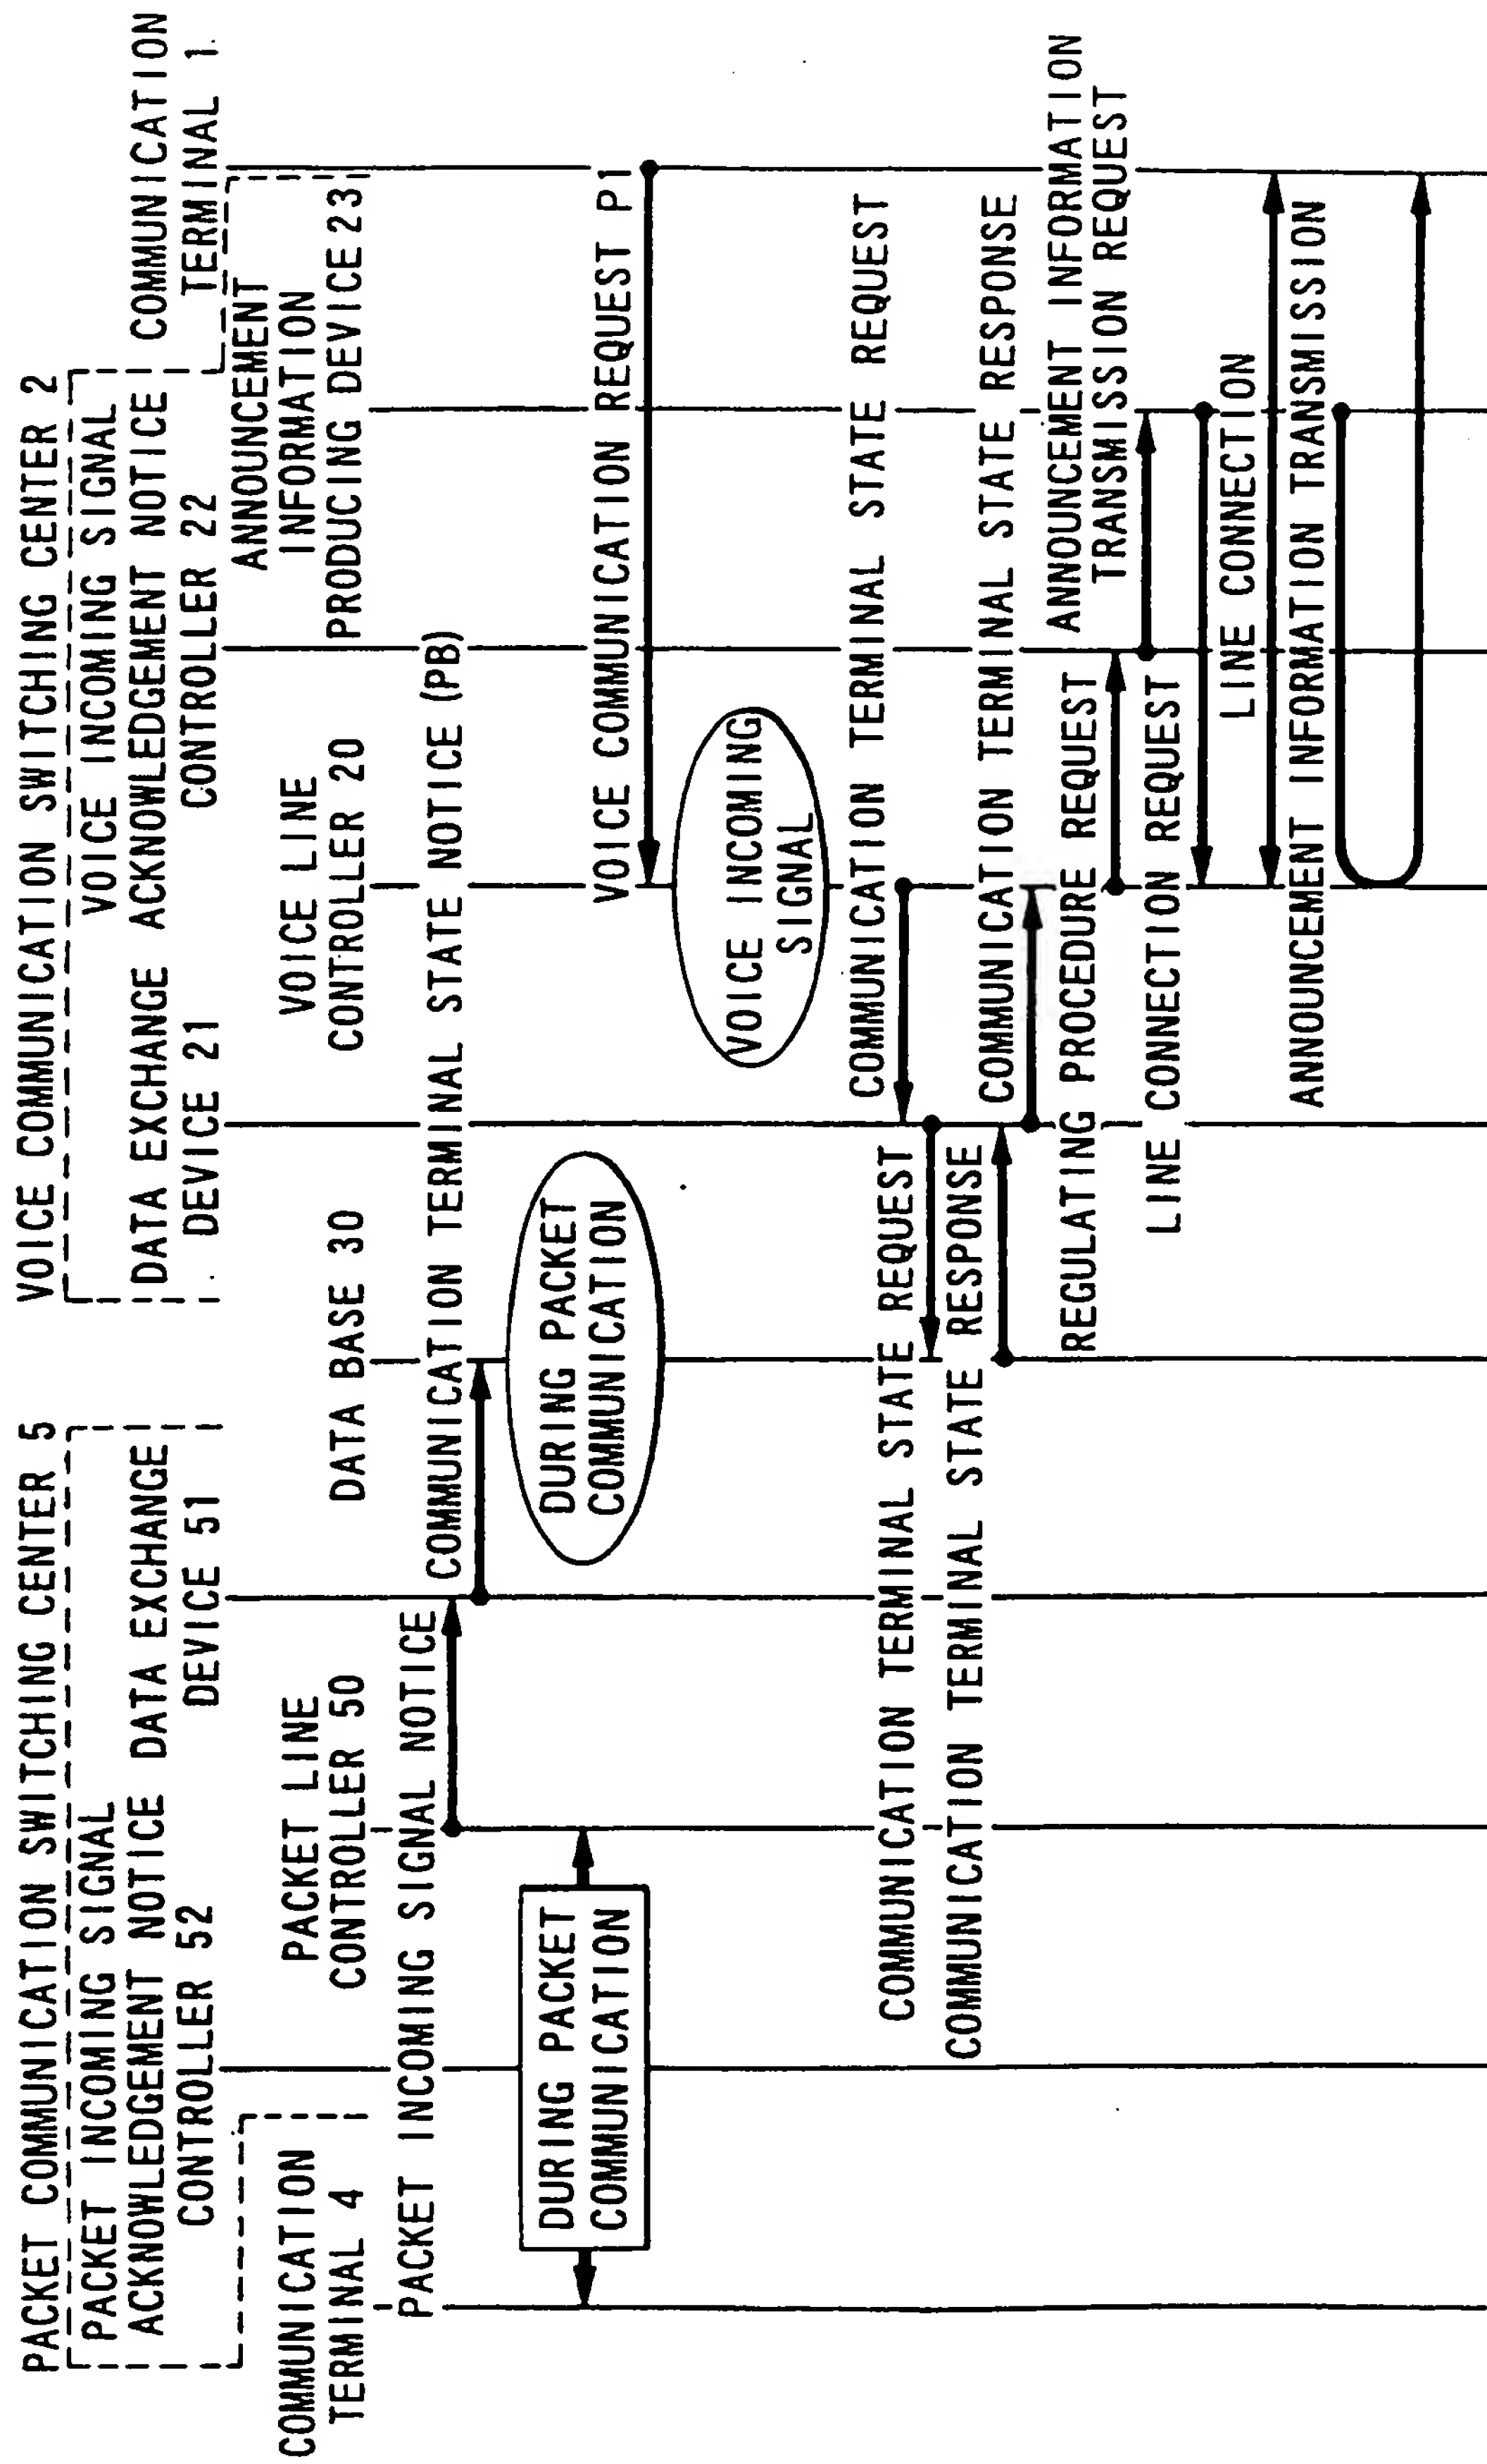 PACKET COMMUNICATION SWITCHING CENTER 5
PACKET INCOMING SIGNAL
ACKNOWLEDGEMENT NOTICE
CONTROLLER 52
DATA EXCHANGE
DEVICE 51
COMMUNICATION
TERMINAL 4
PACKET LINE
CONTROLLER 50
DATA BASE 30
VOICE COMMUNICATION SWITCHING CENTER 2
VOICE INCOMING SIGNAL
DATA EXCHANGE
DEVICE 21
ACKNOWLEDGEMENT NOTICE
CONTROLLER 22
VOICE LINE
CONTROLLER 20
ANNOUNCEMENT
INFORMATION
PRODUCING DEVICE 23
COMMUNICATION
TERMINAL 1
PACKET INCOMING SIGNAL NOTICE
COMMUNICATION TERMINAL STATE NOTICE (PB)
DURING PACKET
COMMUNICATION
DURING PACKET
COMMUNICATION
VOICE COMMUNICATION REQUEST P1
VOICE INCOMING
SIGNAL
COMMUNICATION TERMINAL STATE REQUEST
COMMUNICATION TERMINAL STATE REQUEST
COMMUNICATION TERMINAL STATE RESPONSE
COMMUNICATION TERMINAL STATE RESPONSE
REGULATING PROCEDURE REQUEST
ANNOUNCEMENT INFORMATION
TRANSMISSION REQUEST
LINE CONNECTION REQUEST
LINE CONNECTION
ANNOUNCEMENT INFORMATION TRANSMISSION